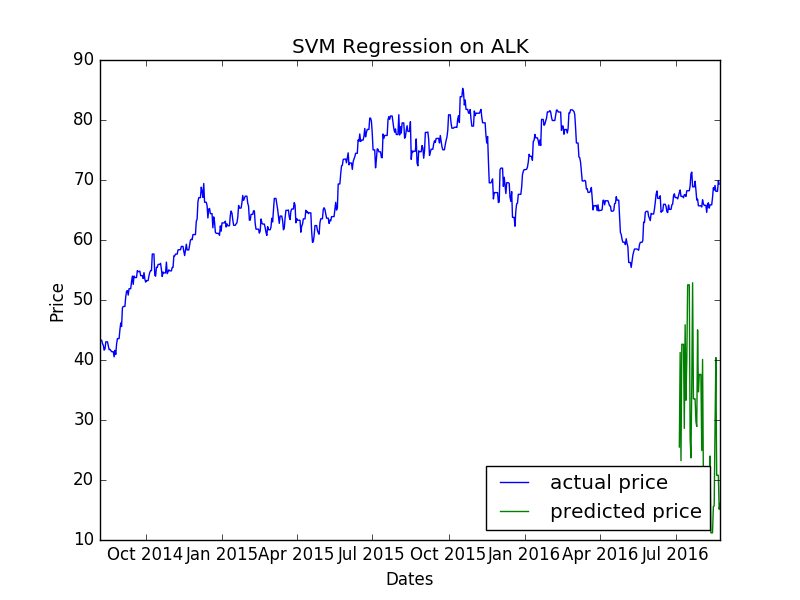 SVM Regression on ALK
90
80
70
60
50
40
30
20
10
Price
actual price
predicted price
Oct 2014 Jan 2015 Apr 2015 Jul 2015 Oct 2015 Jan 2016 Apr 2016 Jul 2016
Dates